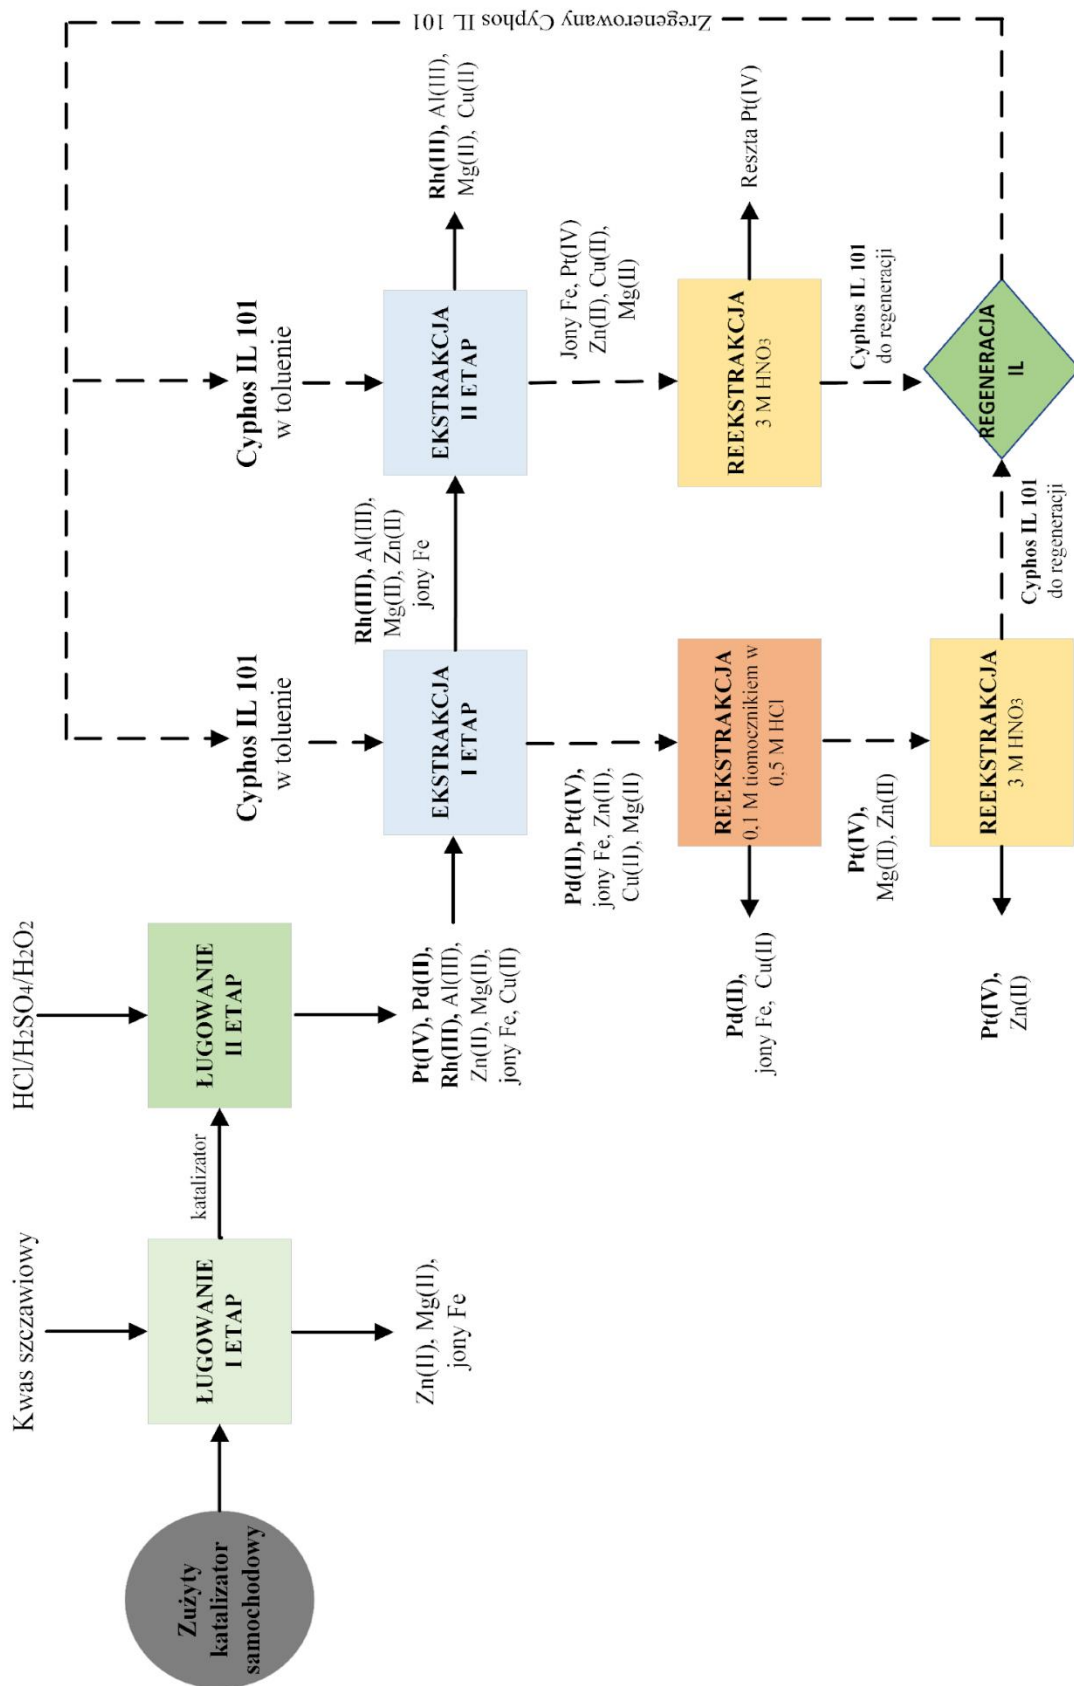 Zużyty
katalizator
samochodowy
Kwas szczawiowy
ŁUGOWANIE
I ETAP
Zn(II), Mg(II),
jony Fe
katalizator
HCl/H₂SO₄/H₂O₂
ŁUGOWANIE
II ETAP
Pt(IV), Pd(II),
Rh(III), Al(III),
Zn(II), Mg(II),
jony Fe, Cu(II)
Cyphos IL 101
w toluenie
EKSTRAKCJA
I ETAP
Rh(III), Al(III),
Mg(II), Zn(II)
jony Fe
Cyphos IL 101
w toluenie
EKSTRAKCJA
II ETAP
Rh(III), Al(III),
Mg(II), Cu(II)
Pd(II), Pt(IV),
jony Fe, Zn(II),
Cu(II), Mg(II)
REEKSTRAKCJA
0,1 M tiomocznikiem w
0,5 M HCl
Pd(II),
jony Fe, Cu(II)
Pt(IV),
Mg(II), Zn(II)
REEKSTRAKCJA
3 M HNO₃
Pt(IV),
Zn(II)
Jony Fe, Pt(IV)
Zn(II), Cu(II),
Mg(II)
REEKSTRAKCJA
3 M HNO₃
Reszta Pt(IV)
Cyphos IL 101
do regeneracji
Cyphos IL 101
do regeneracji
REGENERACJA
IL
Zregenerowany Cyphos IL 101